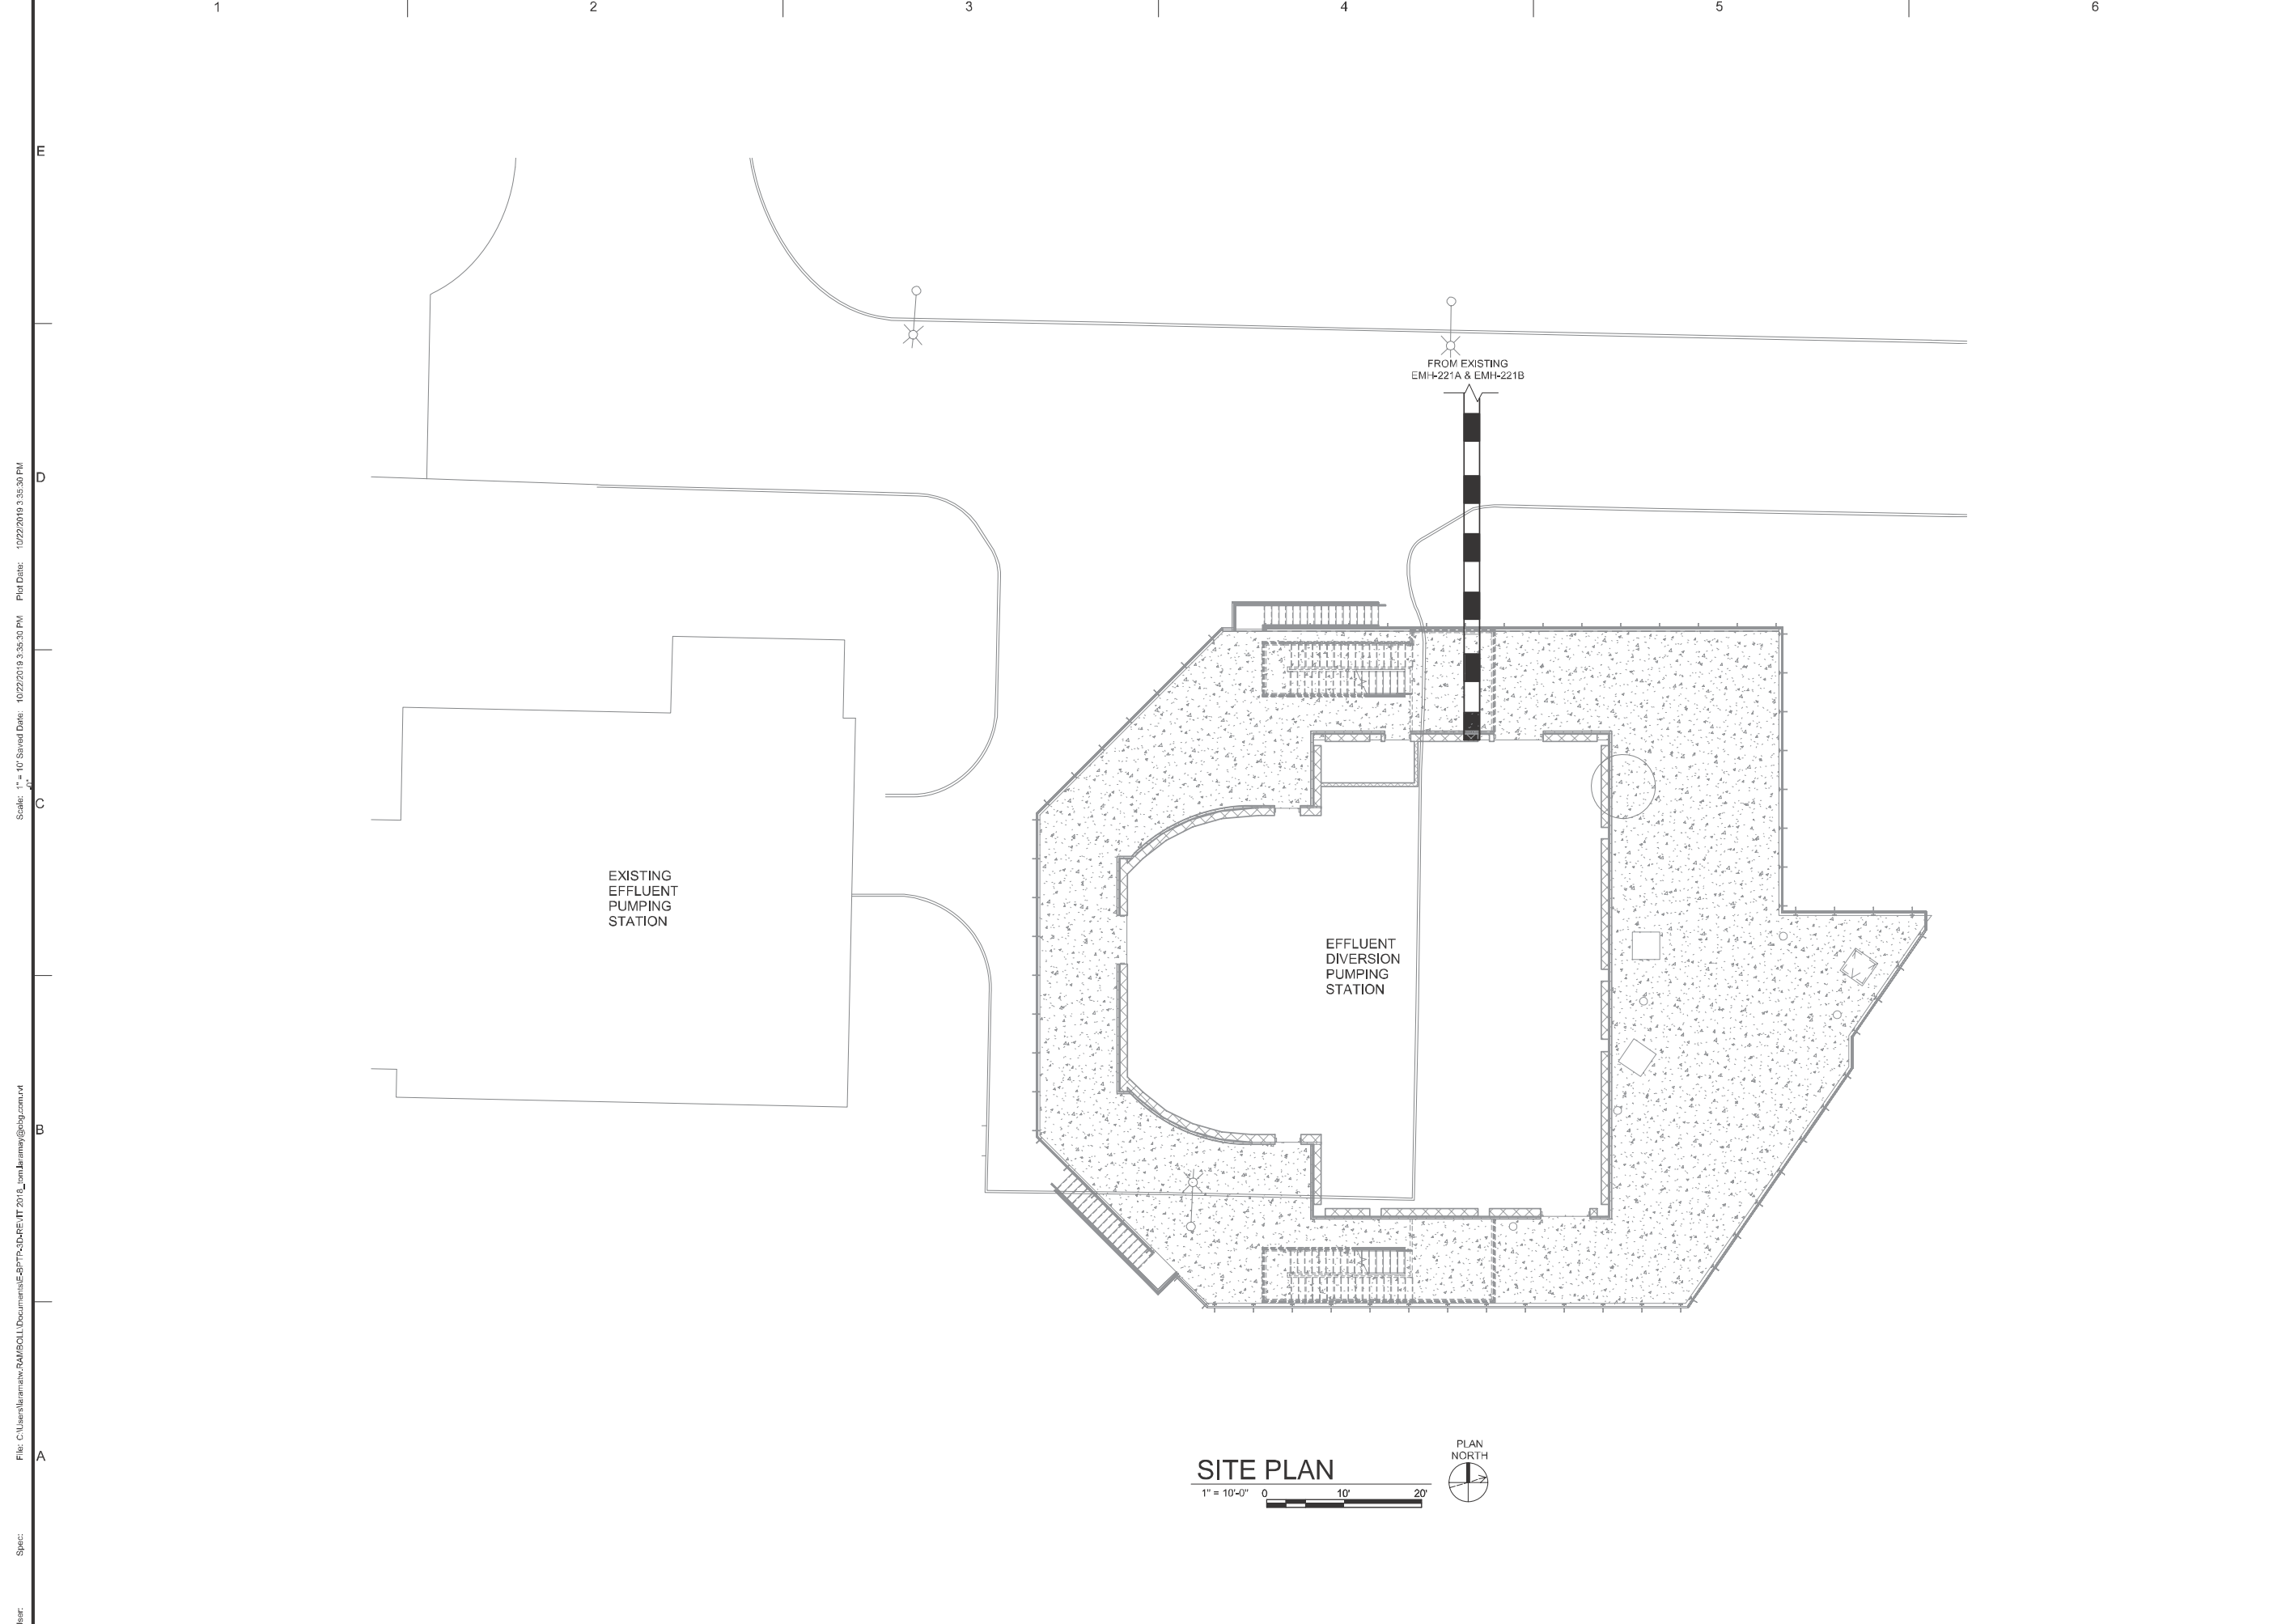 1 2 3 4 5 6
E
FROM EXISTING
EMH-221A & EMH-221B
D
C
EXISTING
EFFLUENT
PUMPING
STATION
EFFLUENT
DIVERSION
PUMPING
STATION
B
A
SITE PLAN
1" = 10'-0" 0 10' 20'
PLAN
NORTH
Scale: 1" = 10' Saved Date: 10/22/2019 3:35:30 PM Plot Date: 10/22/2019 3:35:30 PM
Spec: